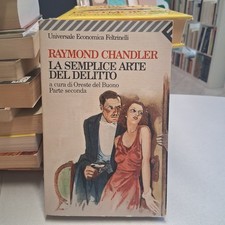 Universale Economica Feltrinelli
RAYMOND CHANDLER
LA SEMPLICE ARTE
DEL DELITTO
a cura di Oreste del Buono
Parte seconda